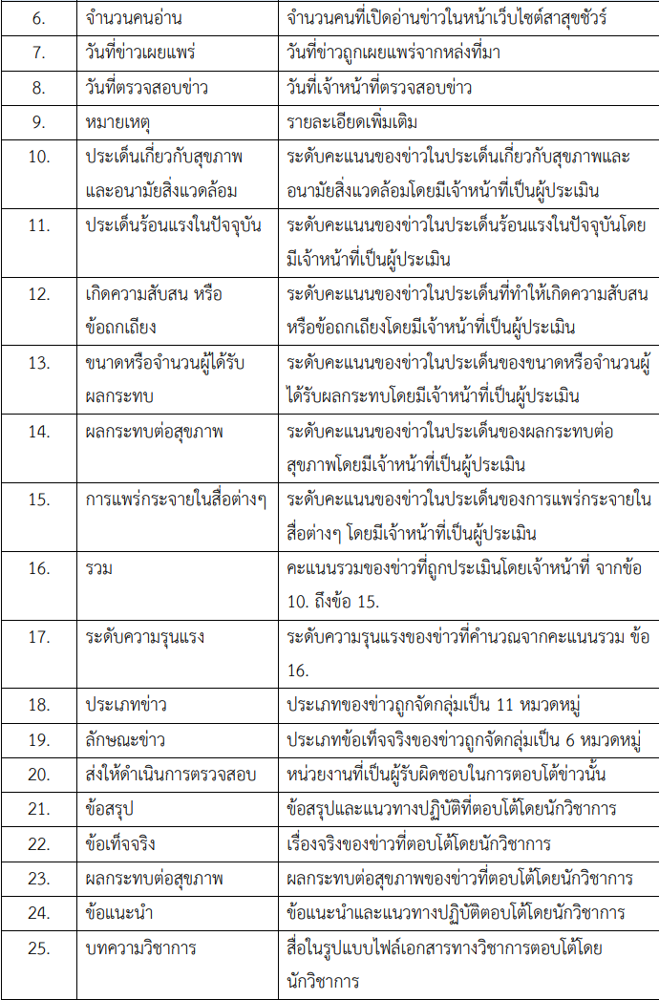 6. จำนวนคนอ่าน จำนวนคนที่เปิดอ่านข่าวในหน้าเว็บไซต์สาสุขชัวร์
7. วันที่ข่าวเผยแพร่ วันที่ข่าวถูกเผยแพร่จากหล่งที่มา
8. วันที่ตรวจสอบข่าว วันที่เจ้าหน้าที่ตรวจสอบข่าว
9. หมายเหตุ รายละเอียดเพิ่มเติม
10. ประเด็นเกี่ยวกับสุขภาพ ระดับคะแนนของข่าวในประเด็นเกี่ยวกับสุขภาพและ
และอนามัยสิ่งแวดล้อม อนามัยสิ่งแวดล้อมโดยมีเจ้าหน้าที่เป็นผู้ประเมิน
11. ประเด็นร้อนแรงในปัจจุบัน ระดับคะแนนของข่าวในประเด็นร้อนแรงในปัจจุบันโดย
มีเจ้าหน้าที่เป็นผู้ประเมิน
12. เกิดความสับสน หรือ ระดับคะแนนของข่าวในประเด็นที่ทำให้เกิดความสับสน
ข้อถกเถียง หรือข้อถกเถียงโดยมีเจ้าหน้าที่เป็นผู้ประเมิน
13. ขนาดหรือจำนวนผู้ได้รับ ระดับคะแนนของข่าวในประเด็นของขนาดหรือจำนวนผู้
ผลกระทบ ได้รับผลกระทบโดยมีเจ้าหน้าที่เป็นผู้ประเมิน
14. ผลกระทบต่อสุขภาพ ระดับคะแนนของข่าวในประเด็นของผลกระทบต่อ
สุขภาพโดยมีเจ้าหน้าที่เป็นผู้ประเมิน
15. การแพร่กระจายในสื่อต่างๆ ระดับคะแนนของข่าวในประเด็นของการแพร่กระจายใน
สื่อต่างๆ โดยมีเจ้าหน้าที่เป็นผู้ประเมิน
16. รวม คะแนนรวมของข่าวที่ถูกประเมินโดยเจ้าหน้าที่ จากข้อ
10. ถึงข้อ 15.
17. ระดับความรุนแรง ระดับความรุนแรงของข่าวที่คำนวณจากคะแนนรวม ข้อ
16.
18. ประเภทข่าว ประเภทของข่าวถูกจัดกลุ่มเป็น 11 หมวดหมู่
19. ลักษณะข่าว ประเภทข้อเท็จจริงของข่าวถูกจัดกลุ่มเป็น 6 หมวดหมู่
20. ส่งให้ดำเนินการตรวจสอบ หน่วยงานที่เป็นผู้รับผิดชอบในการตอบโต้ข่าวนั้น
21. ข้อสรุป ข้อสรุปและแนวทางปฏิบัติที่ตอบโต้โดยนักวิชาการ
22. ข้อเท็จจริง เรื่องจริงของข่าวที่ตอบโต้โดยนักวิชาการ
23. ผลกระทบต่อสุขภาพ ผลกระทบต่อสุขภาพของข่าวที่ตอบโต้โดยนักวิชาการ
24. ข้อแนะนำ ข้อแนะนำและแนวทางปฏิบัติตอบโต้โดยนักวิชาการ
25. บทความวิชาการ สื่อในรูปแบบไฟล์เอกสารทางวิชาการตอบโต้โดย
นักวิชาการ